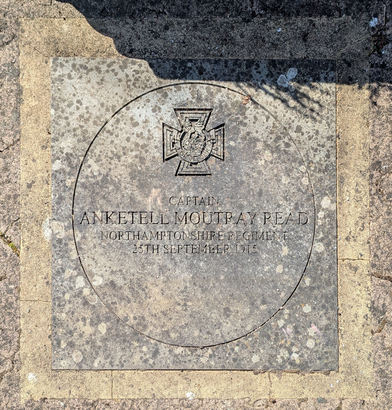 CAPTAIN
ANKETELL MOUTRAY READ
NORTHAMPTONSHIRE REGIMENT
25TH SEPTEMBER 1915